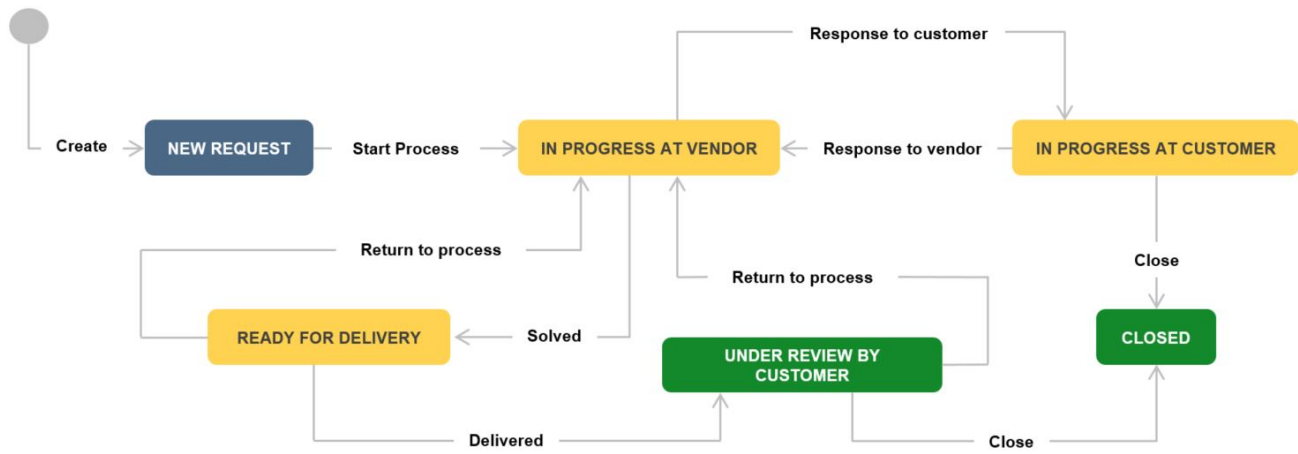 Response to customer
Create
NEW REQUEST
Start Process
IN PROGRESS AT VENDOR
Response to vendor
IN PROGRESS AT CUSTOMER
Return to process
Return to process
Close
READY FOR DELIVERY
Solved
UNDER REVIEW BY
CUSTOMER
CLOSED
Delivered
Close